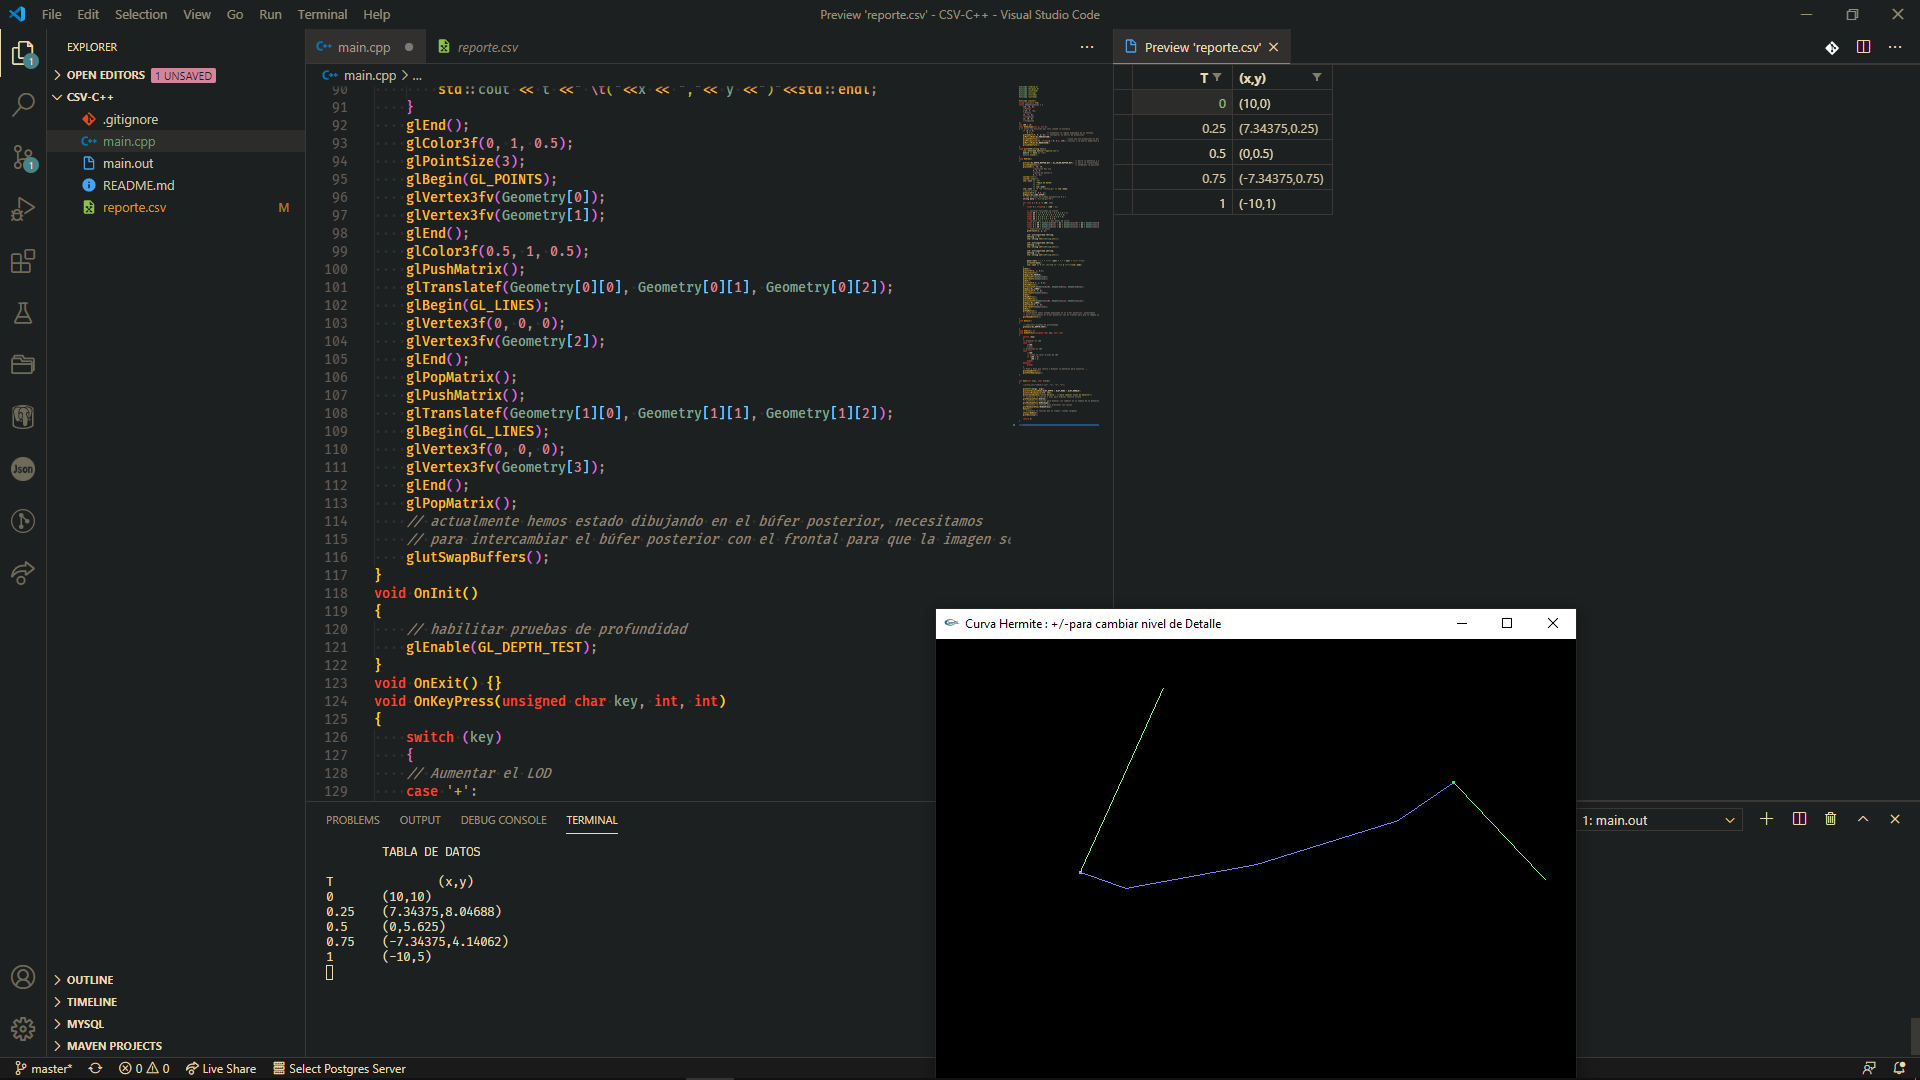 File Edit Selection View Go Run Terminal Help
Preview 'reporte.csv' - CSV-C++ - Visual Studio Code
EXPLORER
OPEN EDITORS 1 UNSAVED
CSV-C++
.gitignore
main.cpp
main.out
README.md
reporte.csv M
OUTLINE
TIMELINE
MYSQL
MAVEN PROJECTS
main.cpp
reporte.csv
main.cpp > ...
90 std::cout << t <<" \t("<<x << ","<< y <<")"<<std::endl;
91 }
92 glEnd();
93 glColor3f(0, 1, 0.5);
94 glPointSize(3);
95 glBegin(GL_POINTS);
96 glVertex3fv(Geometry[0]);
97 glVertex3fv(Geometry[1]);
98 glEnd();
99 glColor3f(0.5, 1, 0.5);
100 glPushMatrix();
101 glTranslatef(Geometry[0][0], Geometry[0][1], Geometry[0][2]);
102 glBegin(GL_LINES);
103 glVertex3f(0, 0, 0);
104 glVertex3fv(Geometry[2]);
105 glEnd();
106 glPopMatrix();
107 glPushMatrix();
108 glTranslatef(Geometry[1][0], Geometry[1][1], Geometry[1][2]);
109 glBegin(GL_LINES);
110 glVertex3f(0, 0, 0);
111 glVertex3fv(Geometry[3]);
112 glEnd();
113 glPopMatrix();
114 // actualmente hemos estado dibujando en el búfer posterior, necesitamos
115 // para intercambiar el búfer posterior con el frontal para que la imagen se
116 glutSwapBuffers();
117 }
118 void OnInit()
119 {
120 // habilitar pruebas de profundidad
121 glEnable(GL_DEPTH_TEST);
122 }
123 void OnExit() {}
124 void OnKeyPress(unsigned char key, int, int)
125 {
126 switch (key)
127 {
128 // Aumentar el LOD
129 case '+':
Preview 'reporte.csv'
T (x,y)
0 (10,0)
0.25 (7.34375,0.25)
0.5 (0,0.5)
0.75 (-7.34375,0.75)
1 (-10,1)
PROBLEMS OUTPUT DEBUG CONSOLE TERMINAL
1: main.out
TABLA DE DATOS
T (x,y)
0 (10,10)
0.25 (7.34375,8.04688)
0.5 (0,5.625)
0.75 (-7.34375,4.14062)
1 (-10,5)
Curva Hermite : +/-para cambiar nivel de Detalle
1
1
Json
master* 0 0 Live Share Select Postgres Server